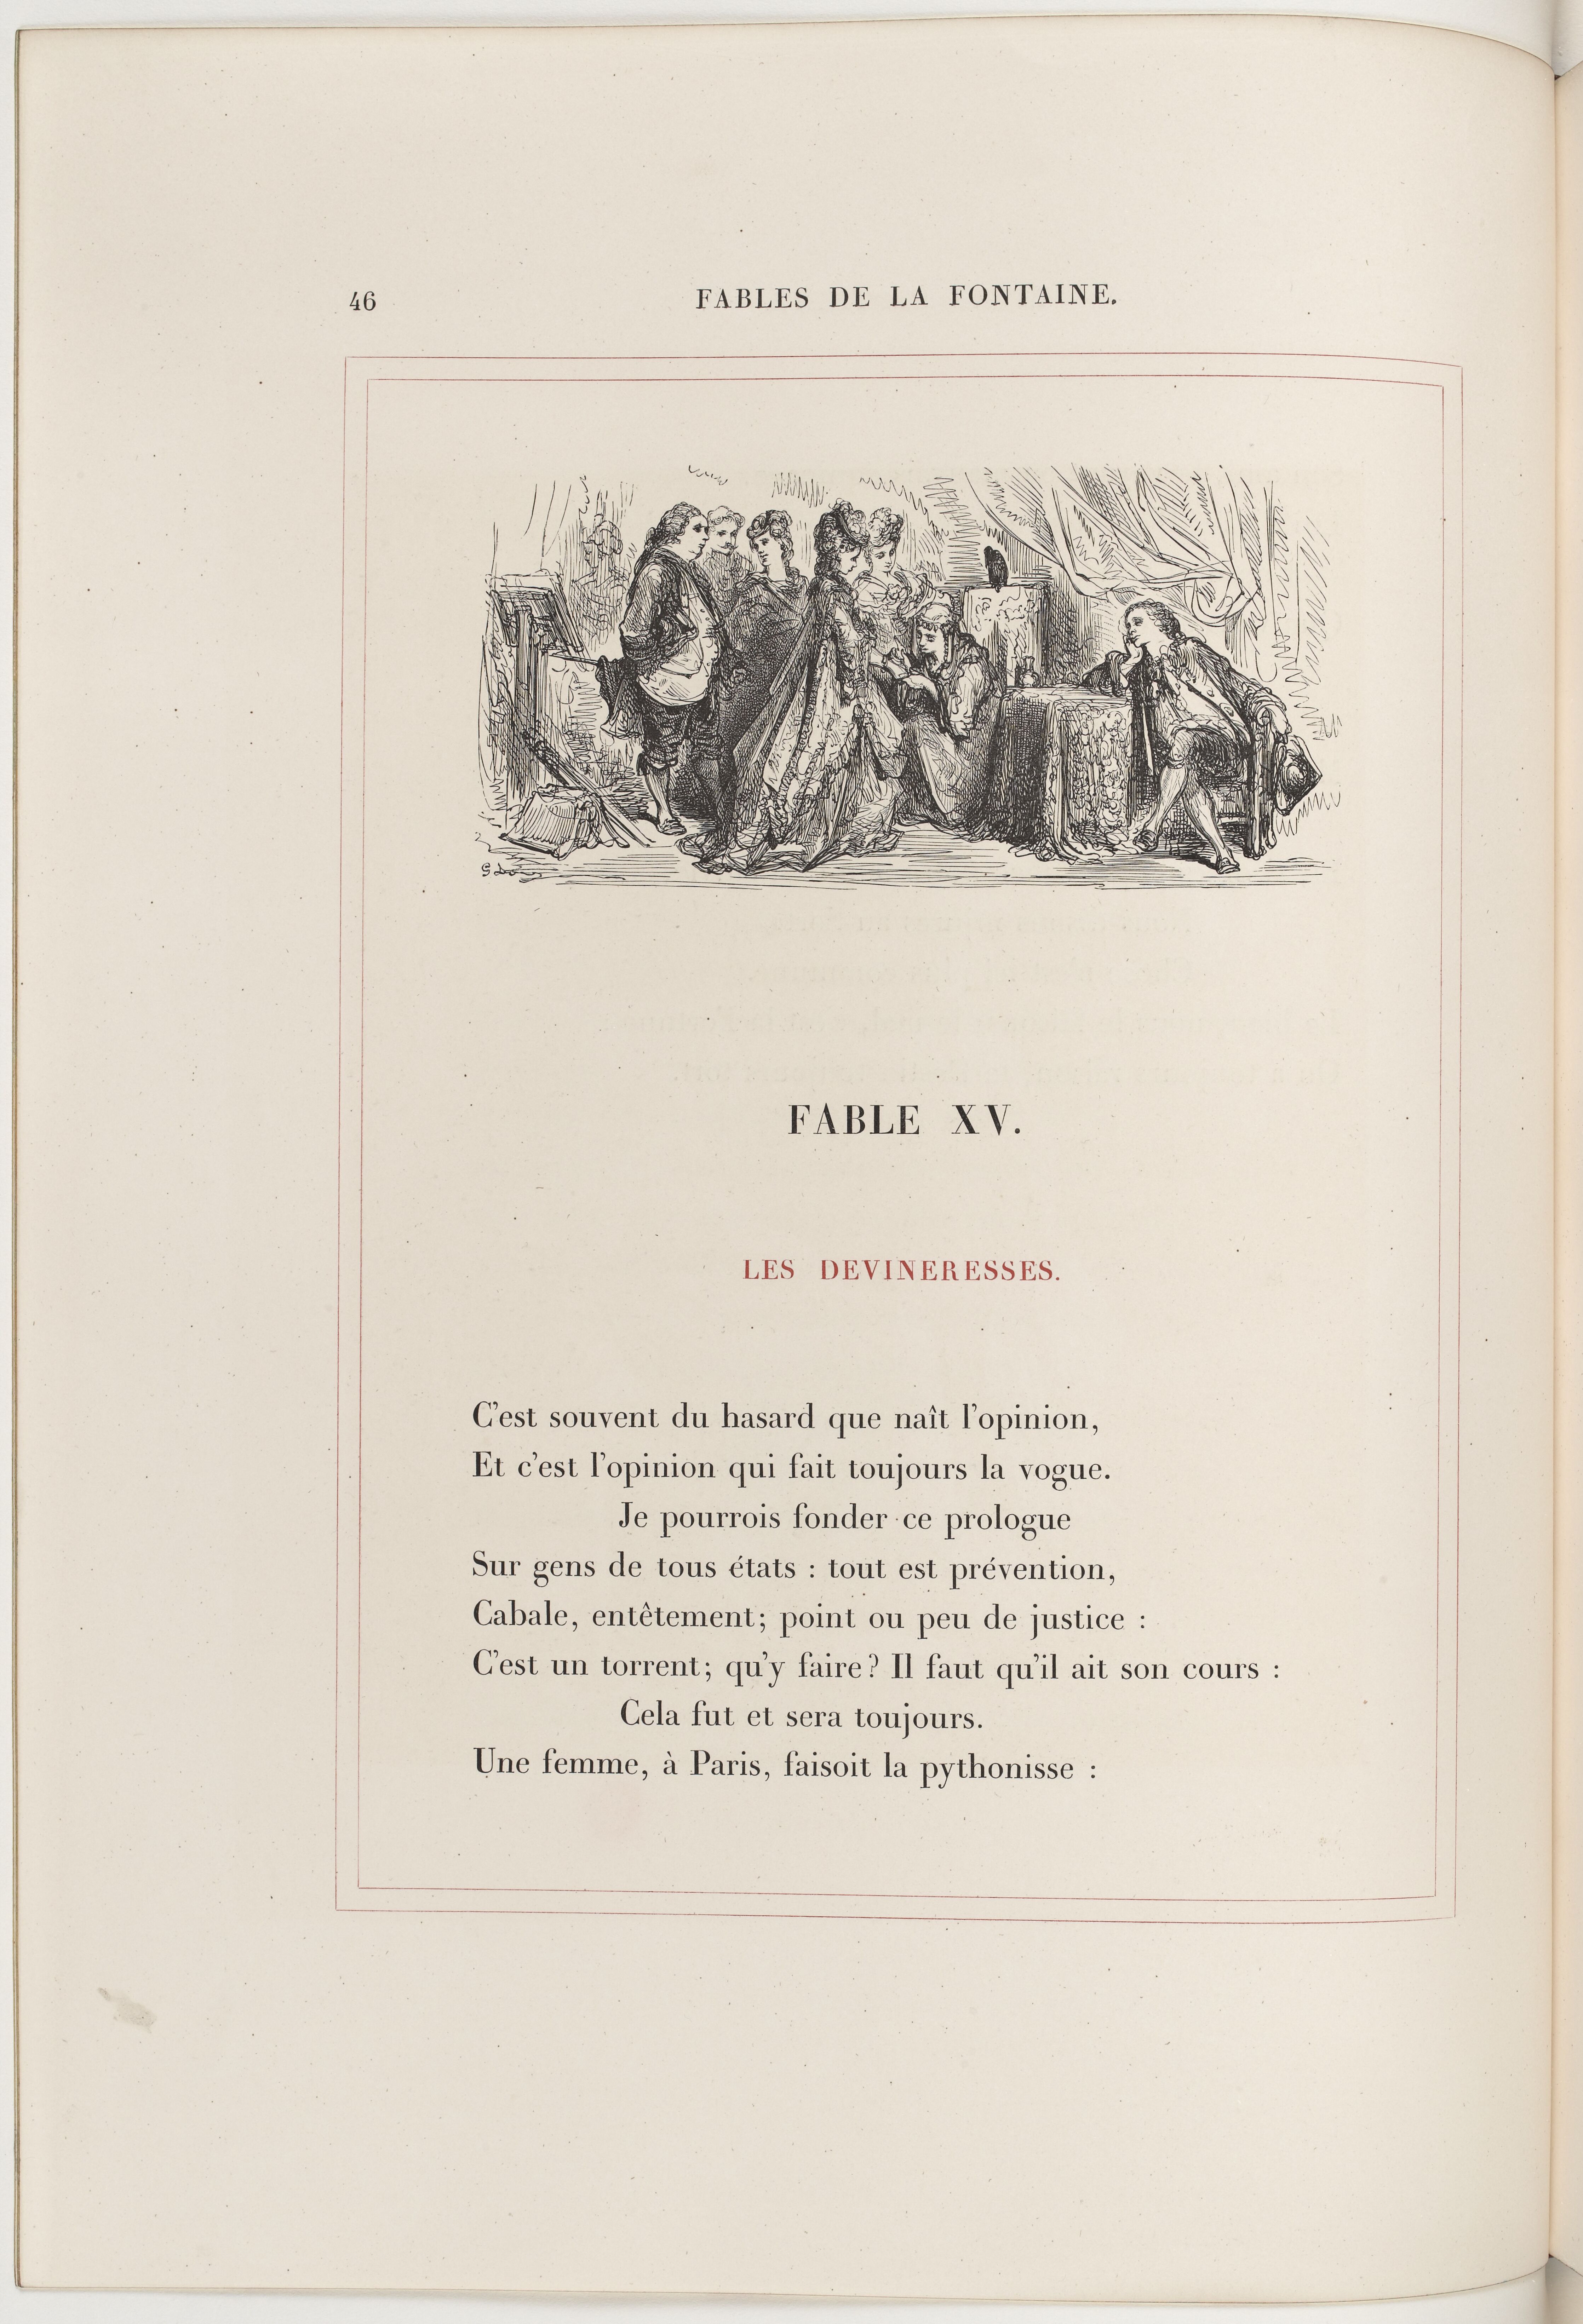 46
FABLES DE LA FONTAINE.
G Doré
FABLE XV.
LES DEVINERESSES.
C'est souvent du hasard que naît l'opinion,
Et c'est l'opinion qui fait toujours la vogue.
Je pourrois fonder ce prologue
Sur gens de tous états : tout est prévention,
Cabale, entêtement; point ou peu de justice :
C'est un torrent; qu'y faire? Il faut qu'il ait son cours :
Cela fut et sera toujours.
Une femme, à Paris, faisoit la pythonisse :